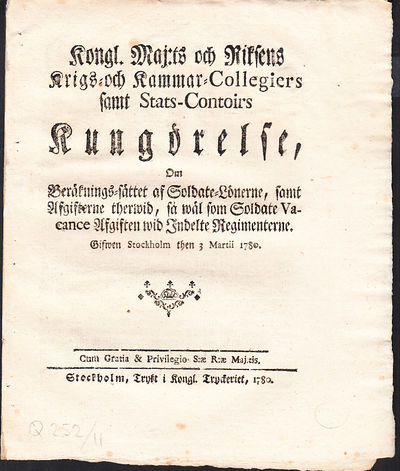 Kongl. Maj:ts och Riksens
Krigs- och Kammar-Collegiers
samt Stats-Contoirs
Kungörelse,
Om
Beräknings-sättet af Soldate-Lönerne, samt
Afgifterne therwid, så wäl som Soldate Va-
cance Afgiften wid Indelte Regimenterne.
Gifwen Stockholm then 3 Martii 1780.
Cum Gratia & Privilegio S:æ R:æ Maj:tis.
Stockholm, Tryckt i Kongl. Tryckeriet, 1780.
Q 252/11